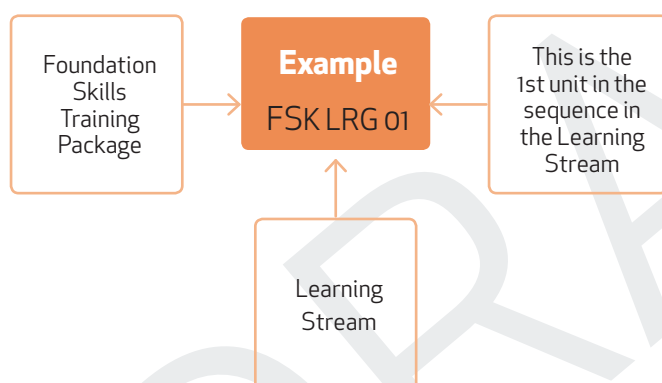 Foundation
Skills
Training
Package
Example
FSK LRG 01
This is the
1st unit in the
sequence in
the Learning
Stream
Learning
Stream